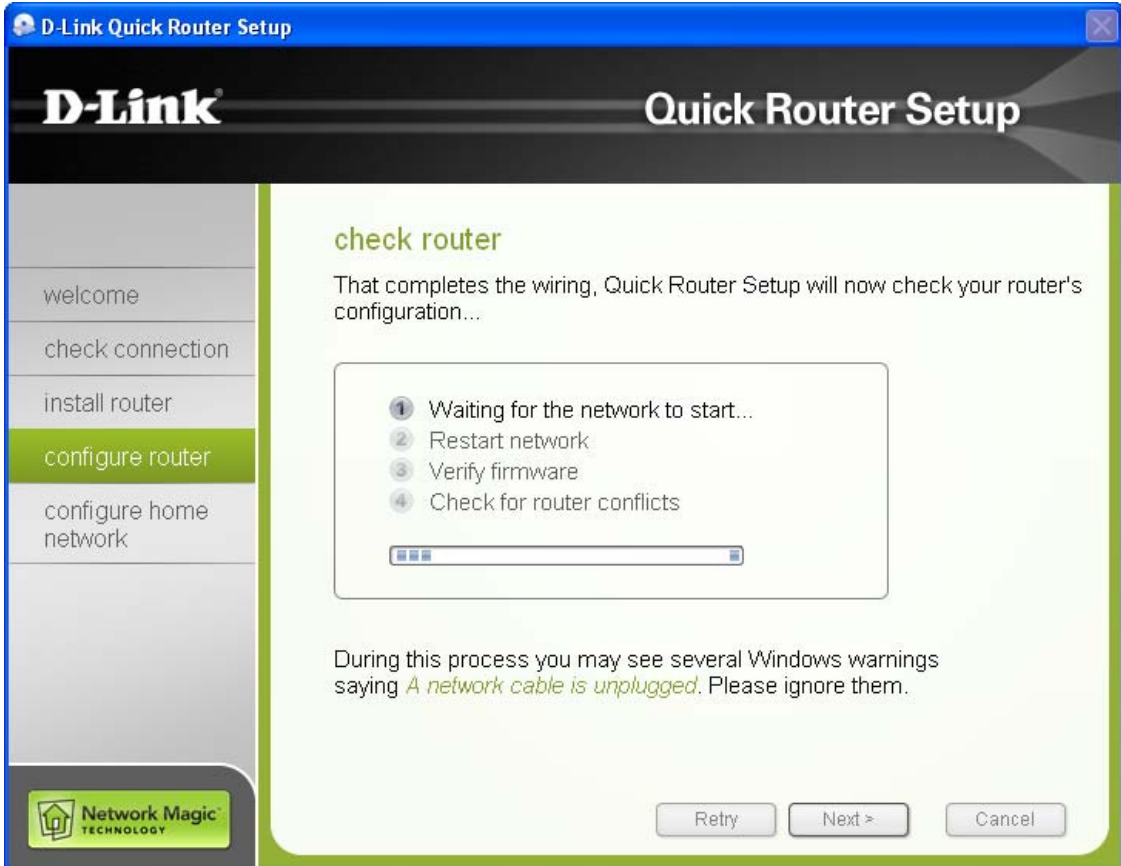 D-Link Quick Router Setup
D-Link
Quick Router Setup
welcome
check connection
install router
configure router
configure home
network
check router
That completes the wiring, Quick Router Setup will now check your router's
configuration...
1 Waiting for the network to start...
2 Restart network
3 Verify firmware
4 Check for router conflicts
During this process you may see several Windows warnings
saying A network cable is unplugged. Please ignore them.
Network Magic
TECHNOLOGY
Retry
Next >
Cancel